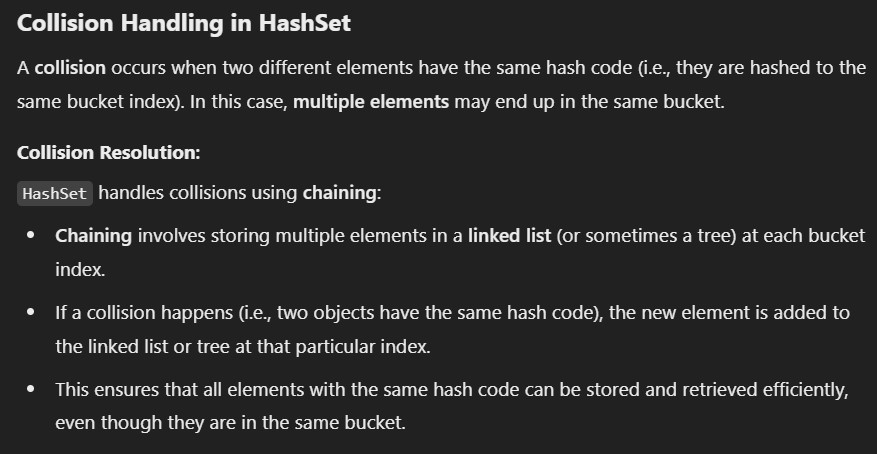 Collision Handling in HashSet
A collision occurs when two different elements have the same hash code (i.e., they are hashed to the
same bucket index). In this case, multiple elements may end up in the same bucket.
Collision Resolution:
HashSet handles collisions using chaining:
• Chaining involves storing multiple elements in a linked list (or sometimes a tree) at each bucket
index.
• If a collision happens (i.e., two objects have the same hash code), the new element is added to
the linked list or tree at that particular index.
• This ensures that all elements with the same hash code can be stored and retrieved efficiently,
even though they are in the same bucket.